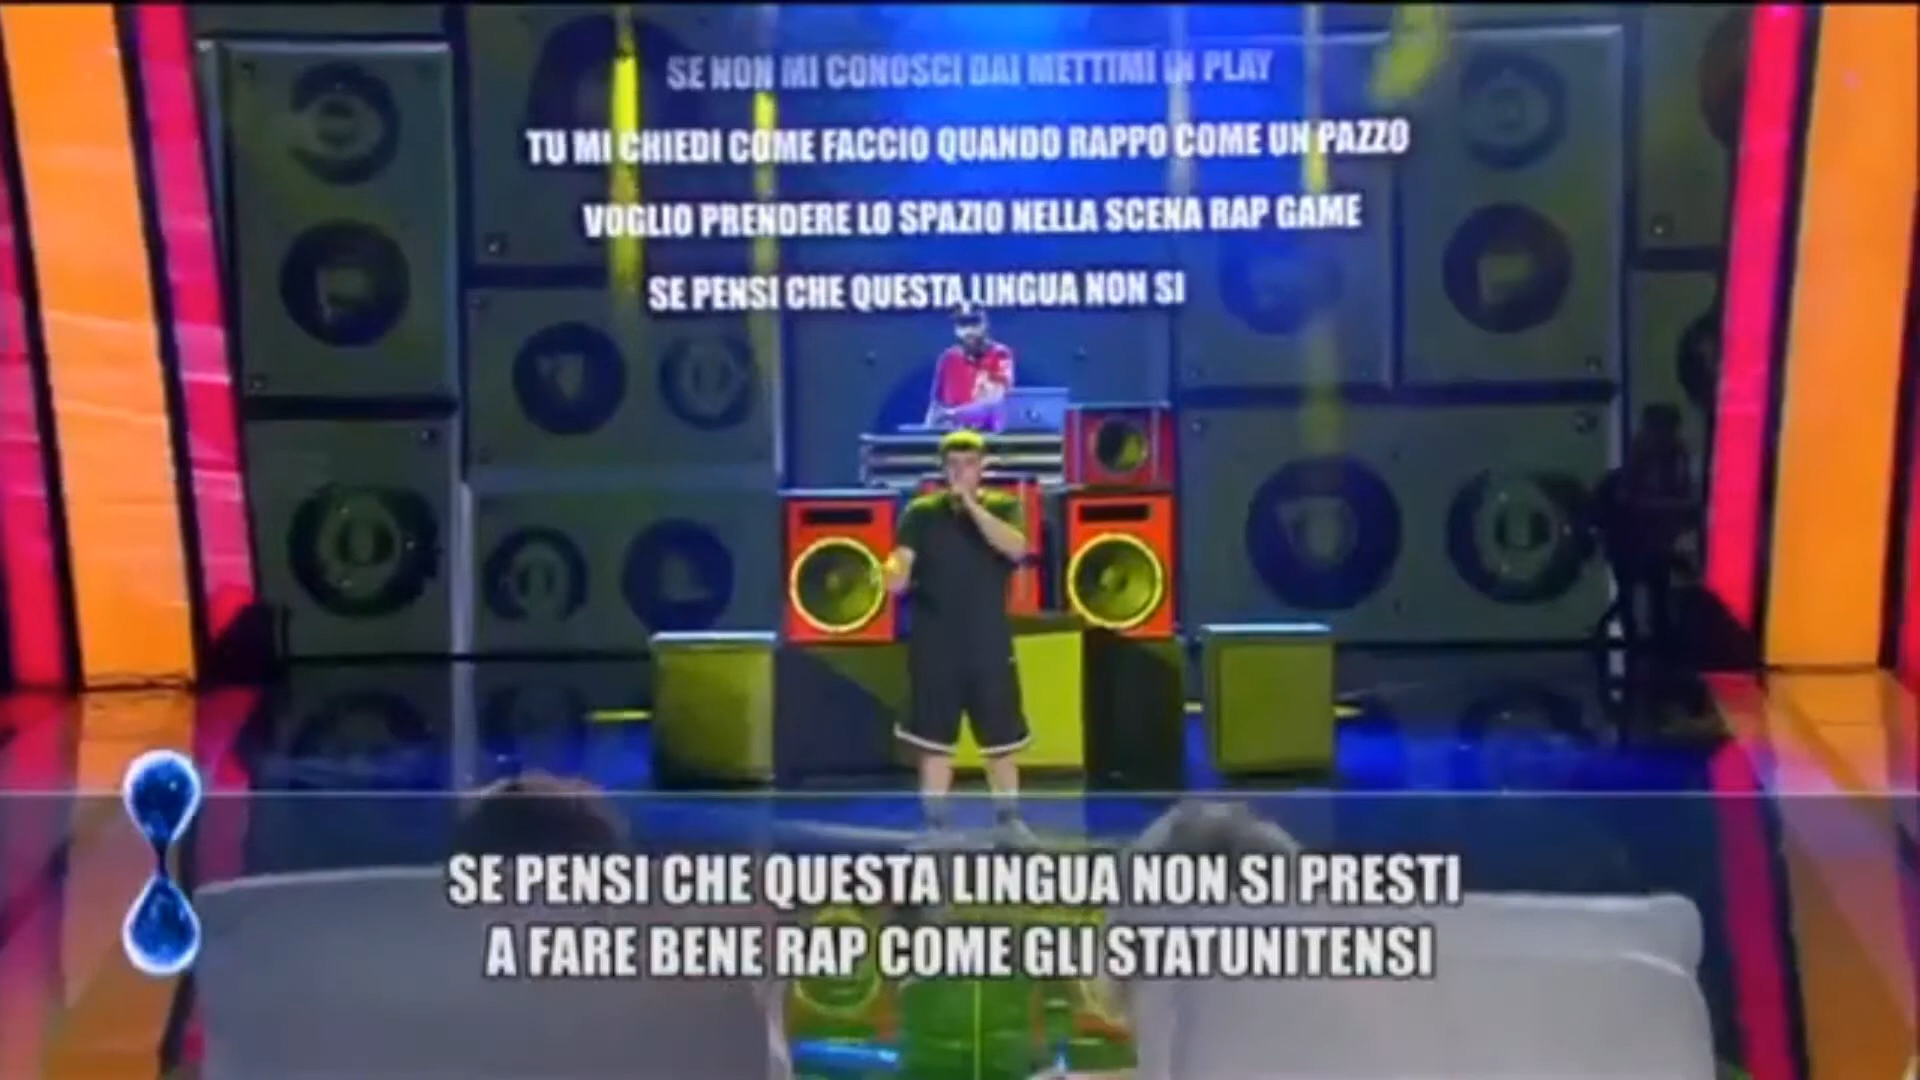 SE NON MI CONOSCI DAI METTIMI IN PLAY
TU MI CHIEDI COME FACCIO QUANDO RAPPO COME UN PAZZO
VOGLIO PRENDERE LO SPAZIO NELLA SCENA RAP GAME
SE PENSI CHE QUESTA LINGUA NON SI
SE PENSI CHE QUESTA LINGUA NON SI PRESTI
A FARE BENE RAP COME GLI STATUNITENSI